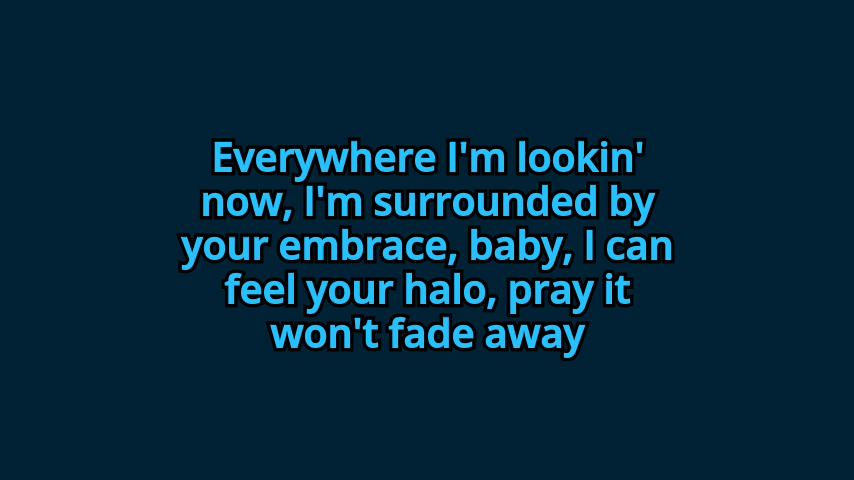 Everywhere I'm lookin'
now, I'm surrounded by
your embrace, baby, I can
feel your halo, pray it
won't fade away